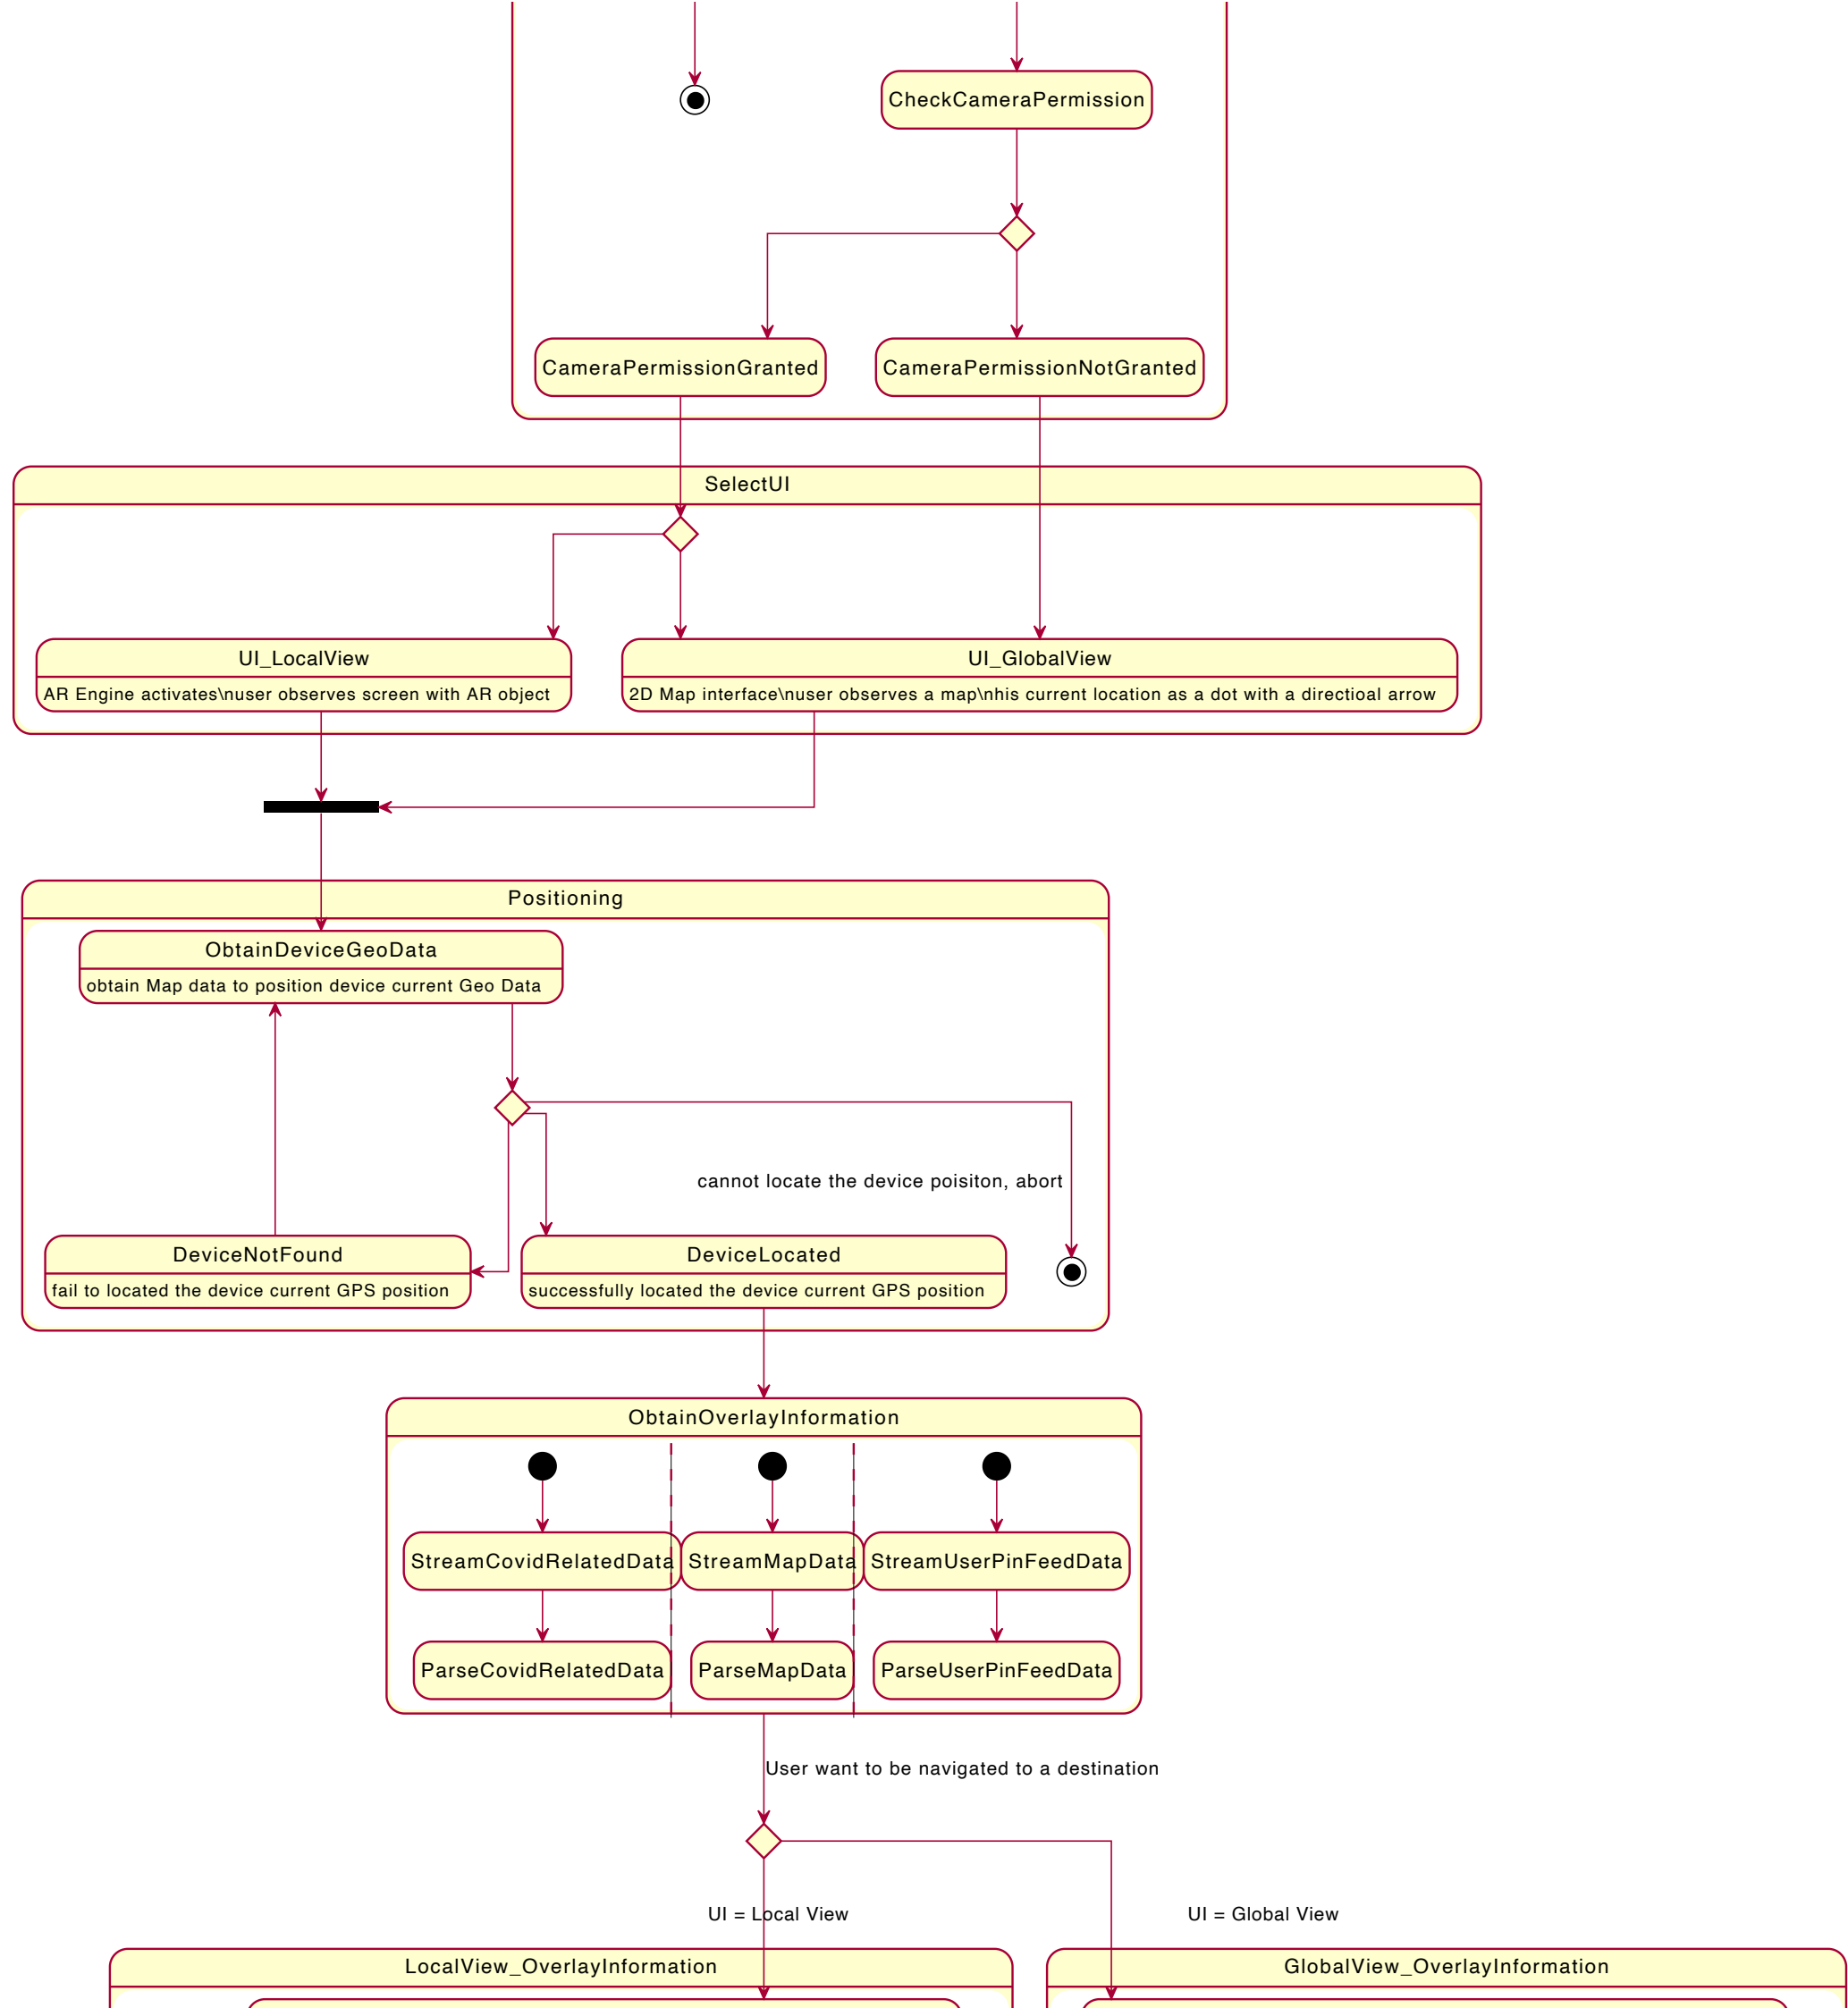 CheckCameraPermission
CameraPermissionGranted
CameraPermissionNotGranted
SelectUI
UI_LocalView
AR Engine activates\nuser observes screen with AR object
UI_GlobalView
2D Map interface\nuser observes a map\nhis current location as a dot with a directioal arrow
Positioning
ObtainDeviceGeoData
obtain Map data to position device current Geo Data
cannot locate the device poisiton, abort
DeviceNotFound
fail to located the device current GPS position
DeviceLocated
successfully located the device current GPS position
ObtainOverlayInformation
StreamCovidRelatedData
StreamMapData
StreamUserPinFeedData
ParseCovidRelatedData
ParseMapData
ParseUserPinFeedData
User want to be navigated to a destination
UI = Local View
UI = Global View
LocalView_OverlayInformation
GlobalView_OverlayInformation